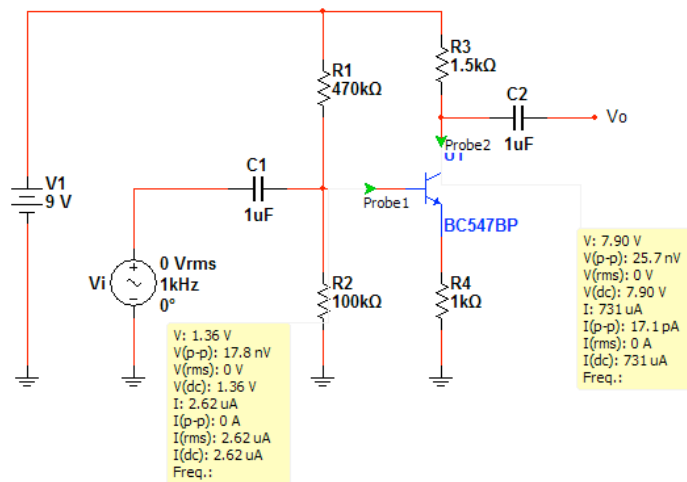 R1
470kΩ
R3
1.5kΩ
C2
1uF
Vo
Probe2
U1
V1
9 V
C1
1uF
Probe1
BC547BP
Vi
0 Vrms
1kHz
0°
R2
100kΩ
R4
1kΩ
V: 1.36 V
V(p-p): 17.8 nV
V(rms): 0 V
V(dc): 1.36 V
I: 2.62 uA
I(p-p): 0 A
I(rms): 2.62 uA
I(dc): 2.62 uA
Freq.:
V: 7.90 V
V(p-p): 25.7 nV
V(rms): 0 V
V(dc): 7.90 V
I: 731 uA
I(p-p): 17.1 pA
I(rms): 0 A
I(dc): 731 uA
Freq.: